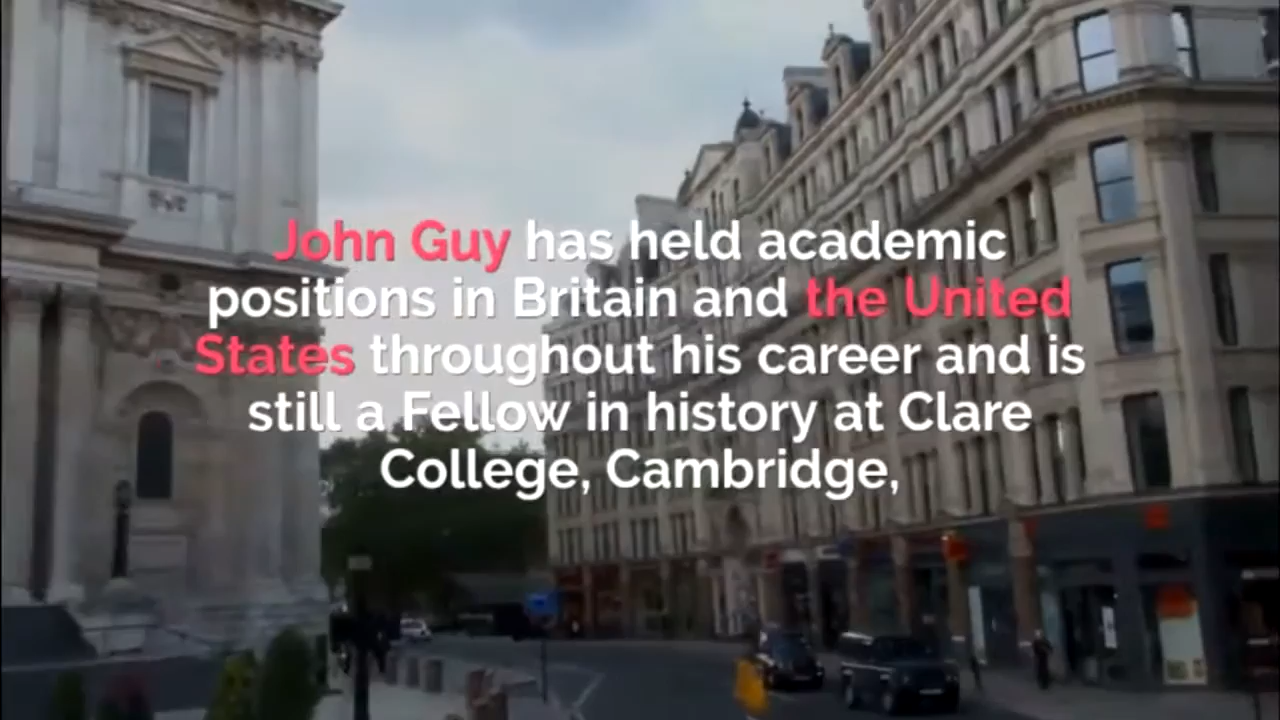 John Guy has held academic
positions in Britain and the United
States throughout his career and is
still a Fellow in history at Clare
College, Cambridge,